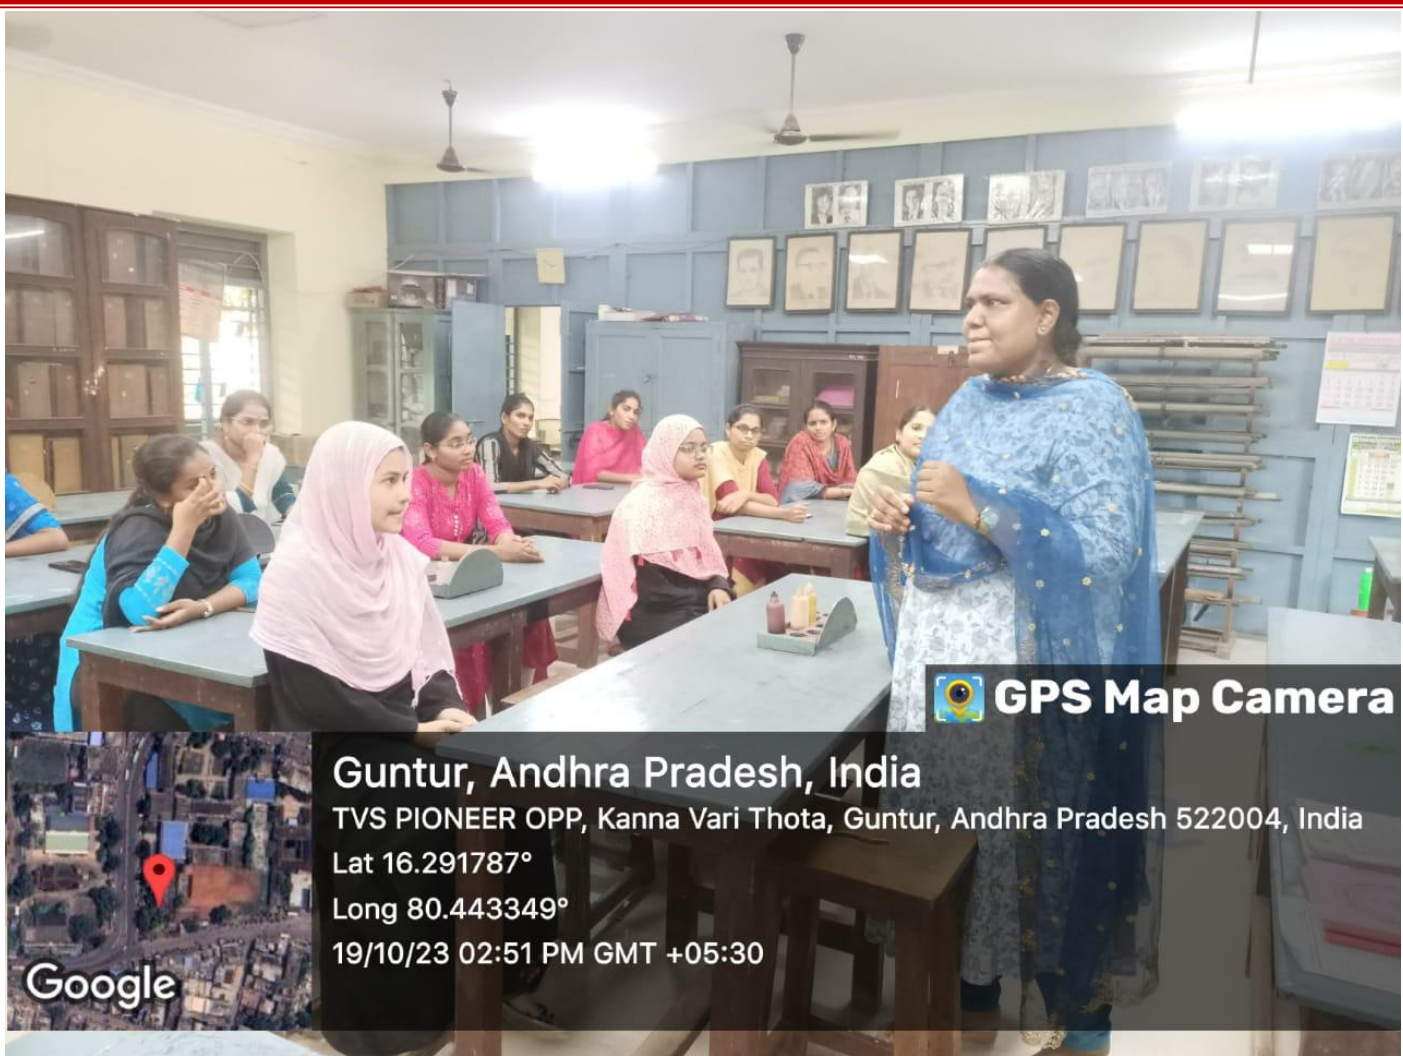 GPS Map Camera
Guntur, Andhra Pradesh, India
TVS PIONEER OPP, Kanna Vari Thota, Guntur, Andhra Pradesh 522004, India
Lat 16.291787°
Long 80.443349°
19/10/23 02:51 PM GMT +05:30
Google